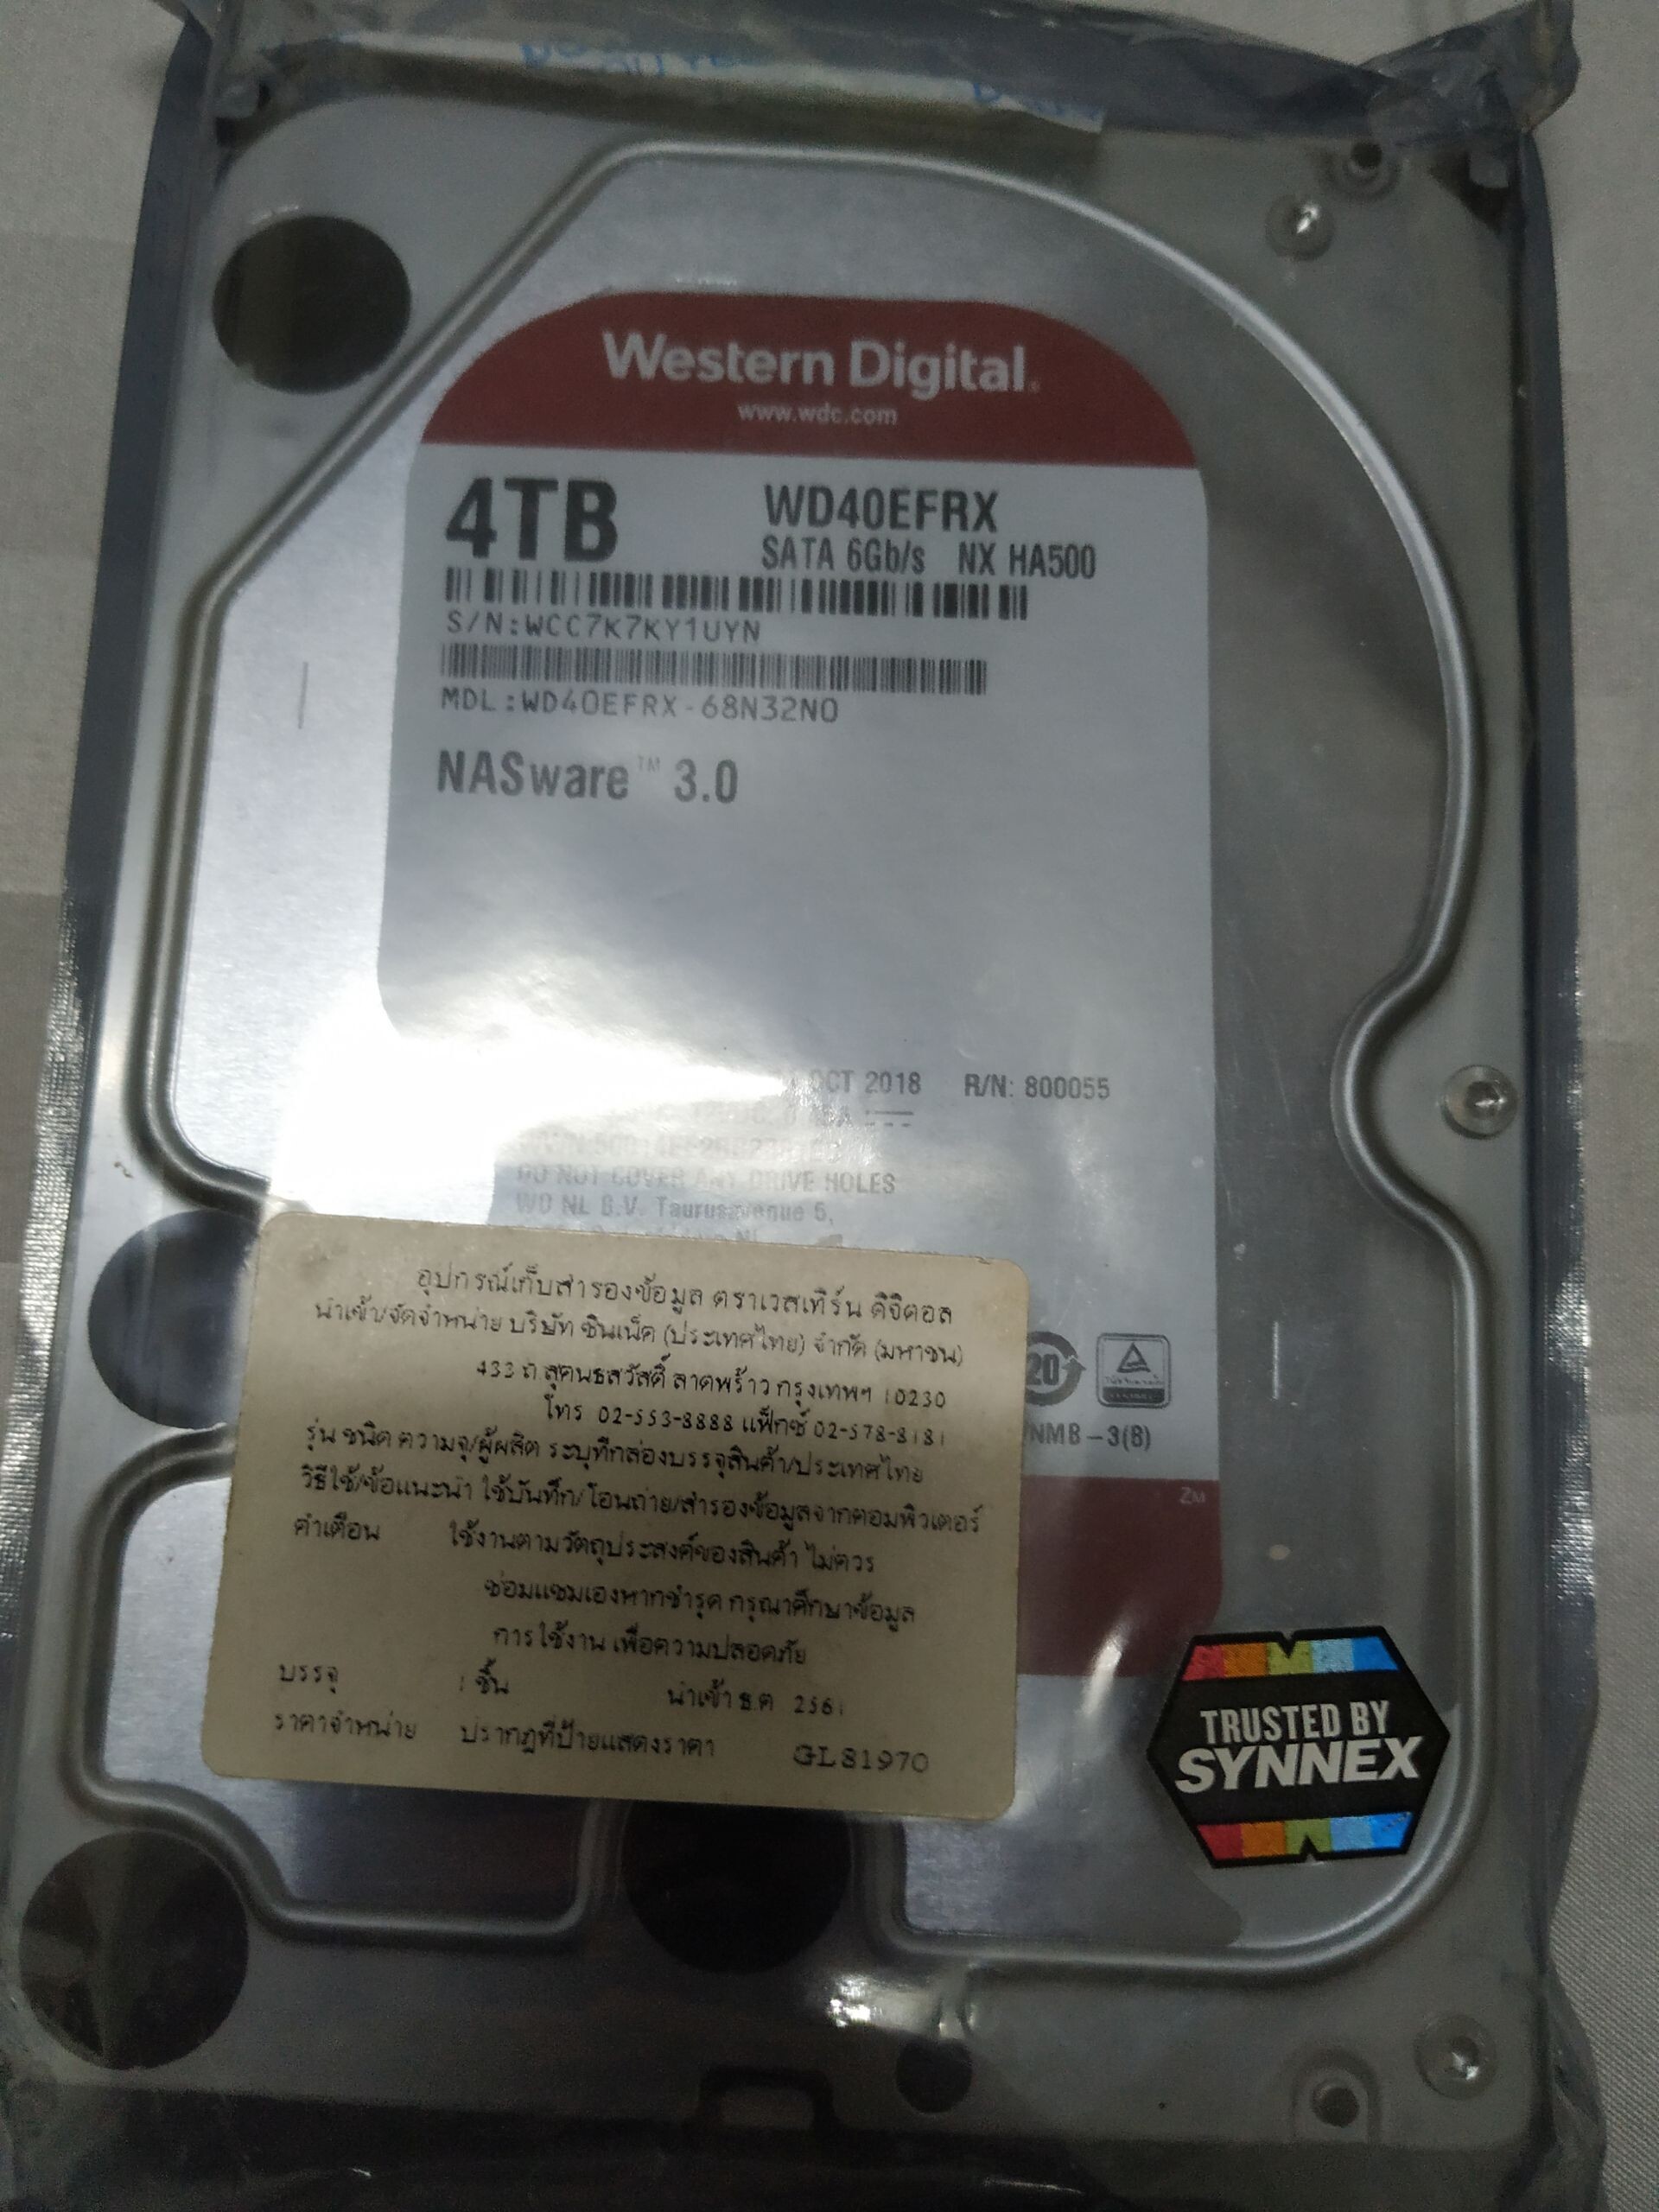 Western Digital.
www.wdc.com
4TB
WD40EFRX
SATA 6Gb/s NX HA500
S/N:WCC7K7KY1UYN
MDL:WD40EFRX-68N32N0
NASware™ 3.0
OCT 2018 R/N: 800055
DO NOT COVER ANY DRIVE HOLES
WD NL B.V. Taurusavenue 5,
20
NMB-3(B)
ZM
อุปกรณ์เก็บสำรองข้อมูล ตราเวสเทิร์น ดิจิตอล
นำเข้า/จัดจำหน่าย บริษัท ซินเน็ค (ประเทศไทย) จำกัด (มหาชน)
433 ถ สุคนธสวัสดิ์ ลาดพร้าว กรุงเทพฯ 10230
โทร 02-553-8888 แฟ็กซ์ 02-578-8181
รุ่น ชนิด ความจุ/ผู้ผลิต ระบุที่กล่องบรรจุสินค้า/ประเทศไทย
วิธีใช้/ข้อแนะนำ ใช้บันทึก/โอนถ่าย/สำรองข้อมูลจากคอมพิวเตอร์
คำเตือน ใช้งานตามวัตถุประสงค์ของสินค้า ไม่ควร
ซ่อมแซมเองหากชำรุด กรุณาศึกษาข้อมูล
การใช้งาน เพื่อความปลอดภัย
บรรจุ 1 ชิ้น นำเข้า ธ.ค 2561
ราคาจำหน่าย ปรากฎที่ป้ายแสดงราคา GL81970
TRUSTED BY
SYNNEX